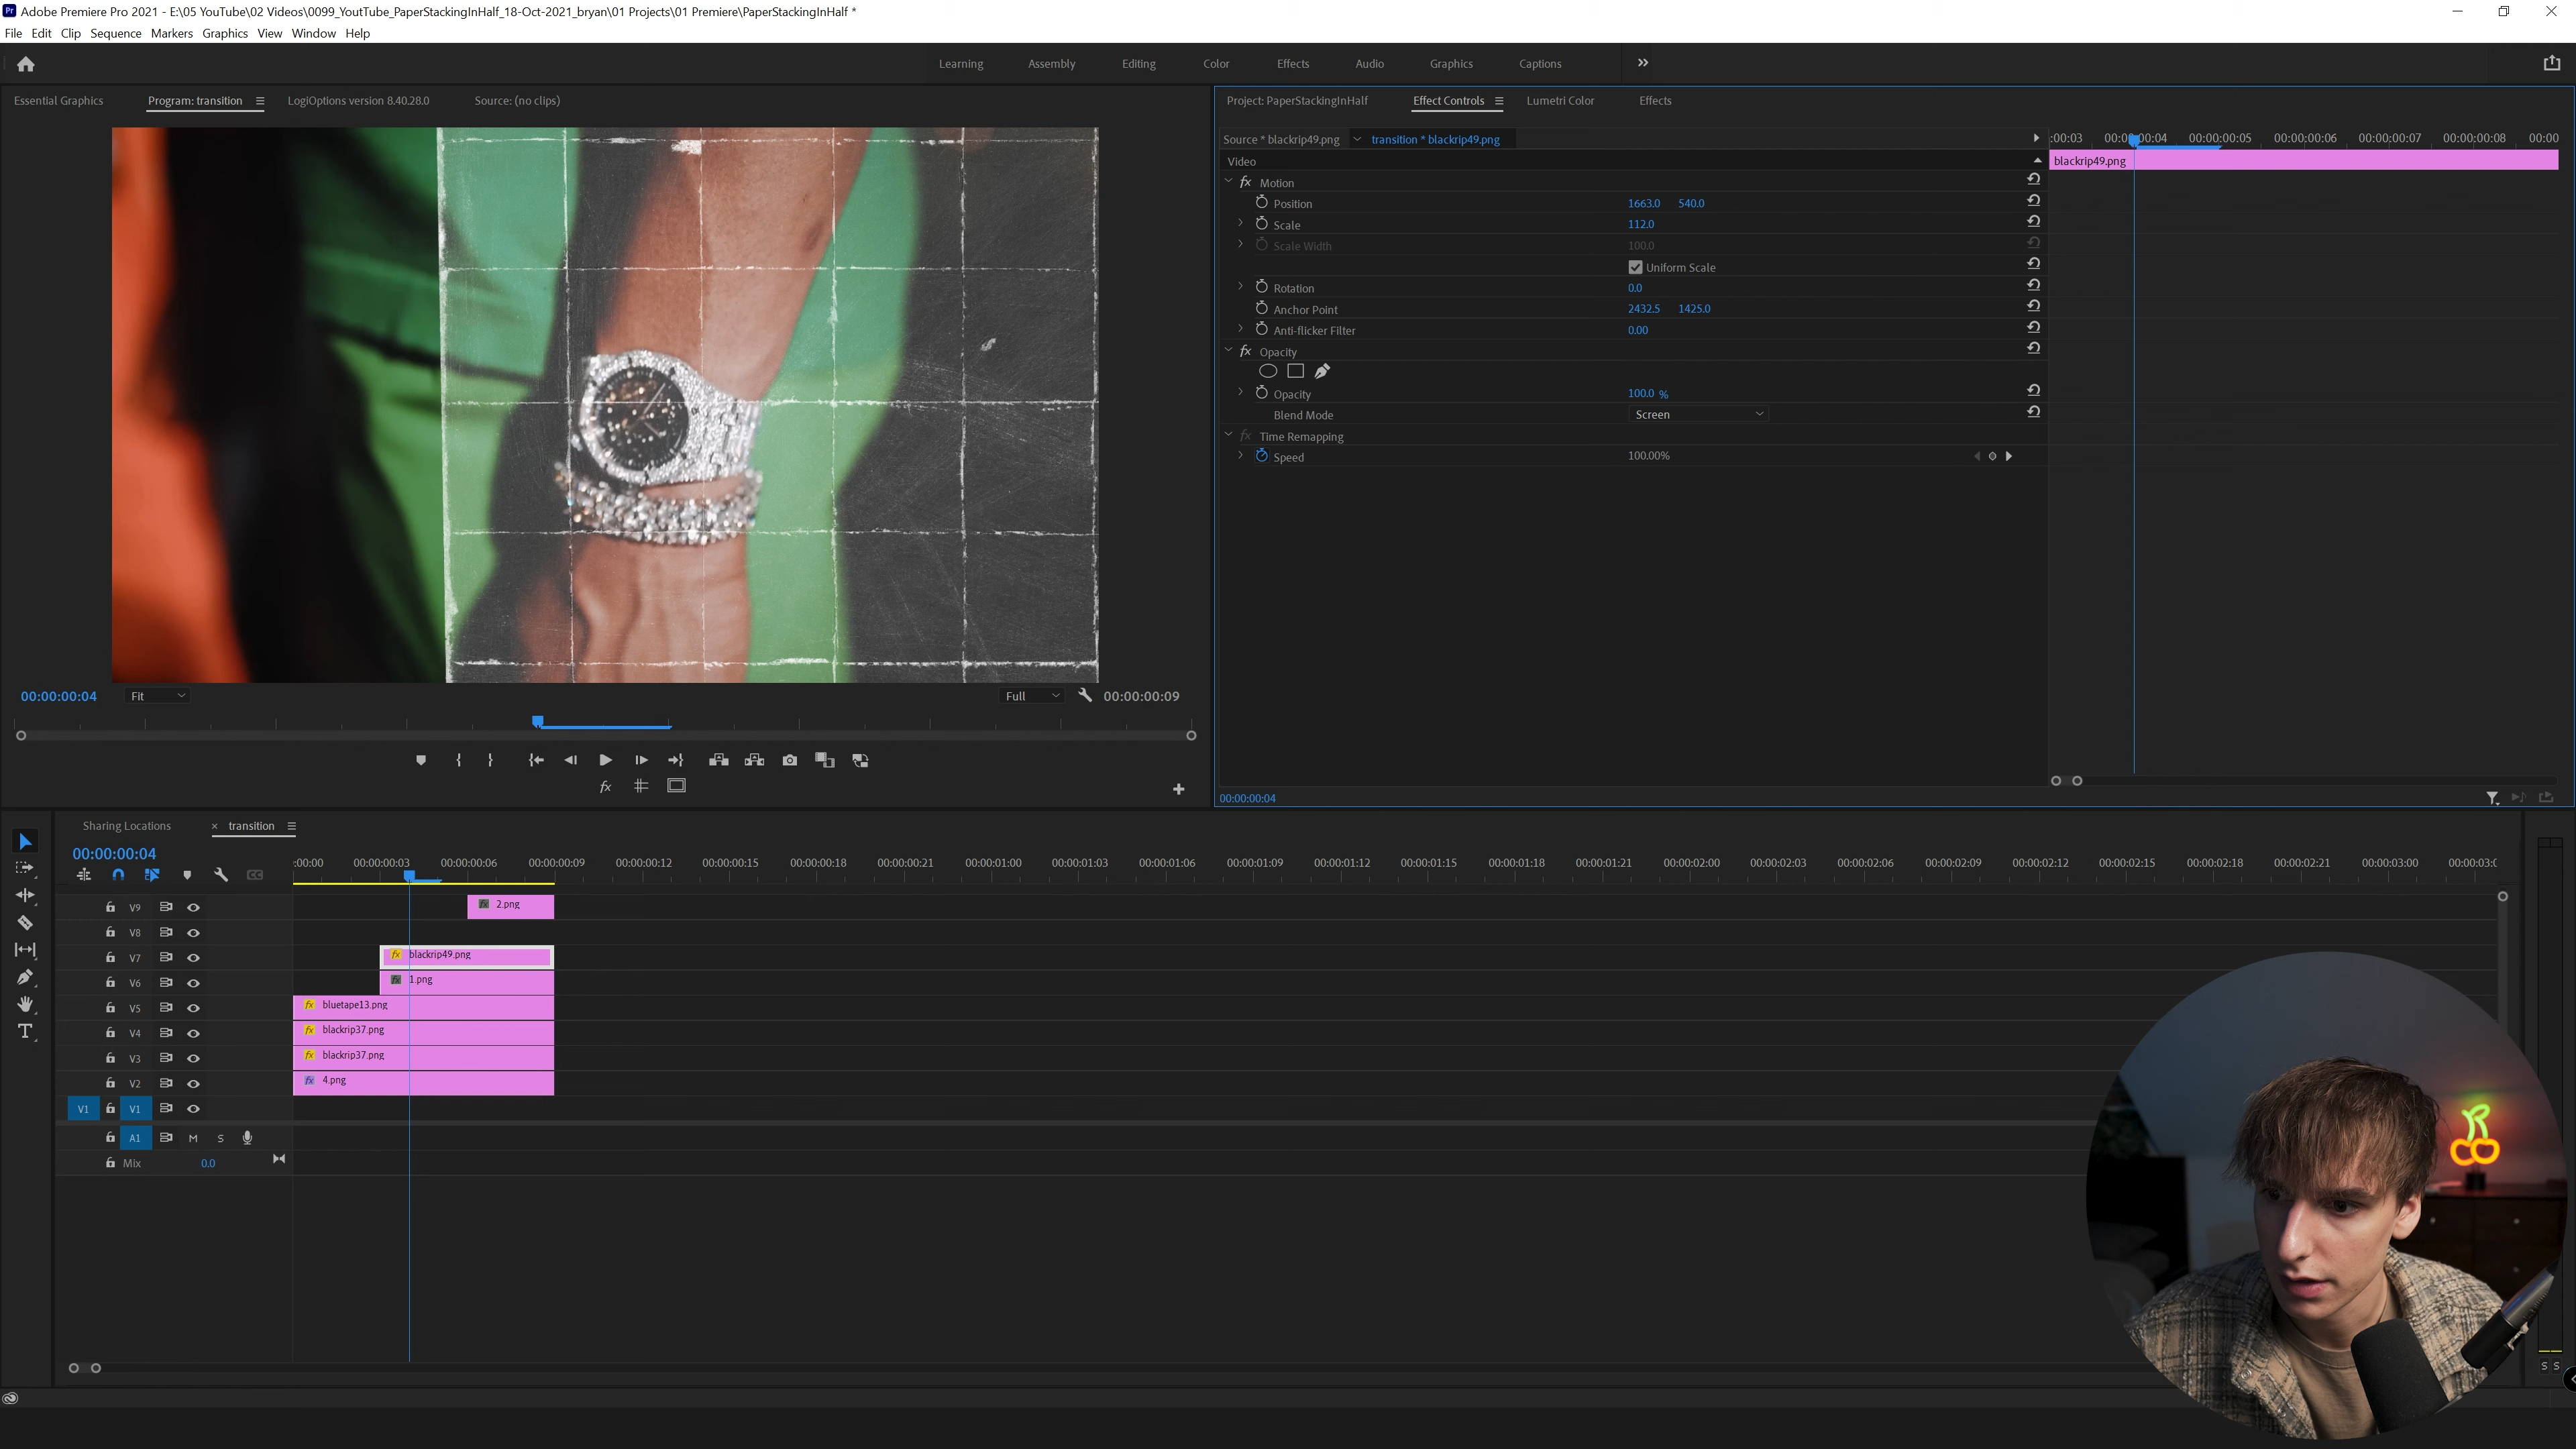 Adobe Premiere Pro 2021 - E:\05 YouTube\02 Videos\0099_YoutTube_PaperStackingInHalf_18-Oct-2021_bryan\01 Projects\01 Premiere\PaperStackingInHalf *
File Edit Clip Sequence Markers Graphics View Window Help
Learning Assembly Editing Color Effects Audio Graphics Captions
Essential Graphics Program: transition LogiOptions version 8.40.28.0 Source: (no clips)
Project: PaperStackingInHalf Effect Controls Lumetri Color Effects
Source * blackrip49.png transition * blackrip49.png
:00:03 00:00:00:04 00:00:00:05 00:00:00:06 00:00:00:07 00:00:00:08 00:00
Video
blackrip49.png
fx Motion
Position 1663.0 540.0
Scale 112.0
Scale Width 100.0
Uniform Scale
Rotation 0.0
Anchor Point 2432.5 1425.0
Anti-flicker Filter 0.00
fx Opacity
Opacity 100.0 %
Blend Mode Screen
fx Time Remapping
Speed 100.00%
00:00:00:04 Fit Full 00:00:00:09
fx
00:00:00:04
Sharing Locations × transition
00:00:00:04
:00:00 00:00:00:03 00:00:00:06 00:00:00:09 00:00:00:12 00:00:00:15 00:00:00:18 00:00:00:21 00:00:01:00 00:00:01:03 00:00:01:06 00:00:01:09 00:00:01:12 00:00:01:15 00:00:01:18 00:00:01:21 00:00:02:00 00:00:02:03 00:00:02:06 00:00:02:09 00:00:02:12 00:00:02:15 00:00:02:18 00:00:02:21 00:00:03:00 00:00:03:0
CC
V9 fx 2.png
V8
V7 fx blackrip49.png
V6 fx 1.png
V5 fx bluetape13.png
V4 fx blackrip37.png
V3 fx blackrip37.png
V2 fx 4.png
V1 V1
A1 M S
Mix 0.0
S S